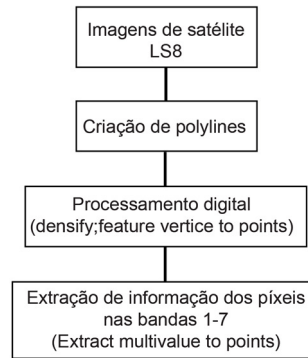 Imagens de satélite
LS8
Criação de polylines
Processamento digital
(densify;feature vertice to points)
Extração de informação dos píxeis
nas bandas 1-7
(Extract multivalue to points)